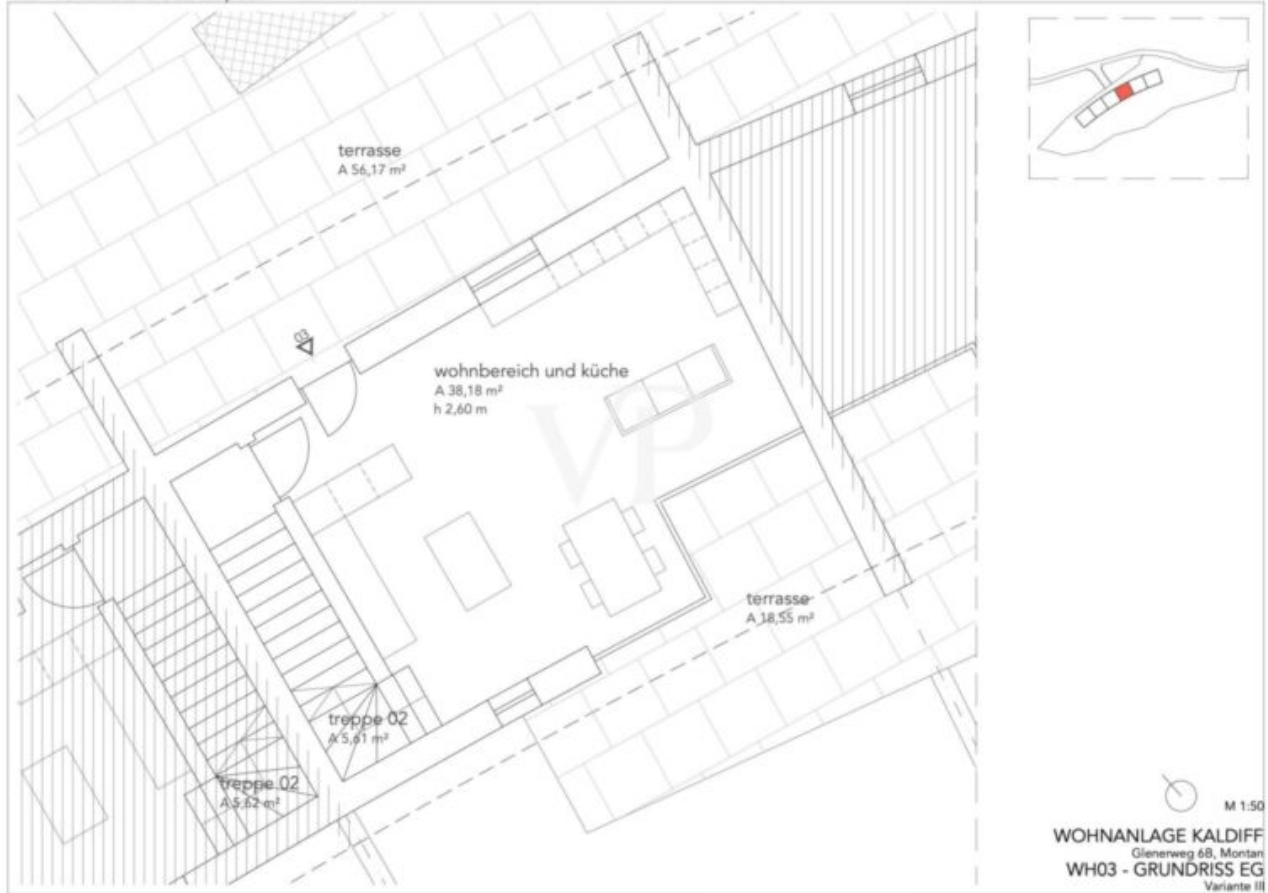 terrasse
A 56,17 m²
03
wohnbereich und küche
A 38,18 m²
h 2,60 m
VP
terrasse
A 18,55 m²
treppe 02
A 5,61 m²
treppe 02
A 5,62 m²
M 1:50
WOHNANLAGE KALDIFF
Glenerweg 6B, Montan
WH03 - GRUNDRISS EG
Variante III